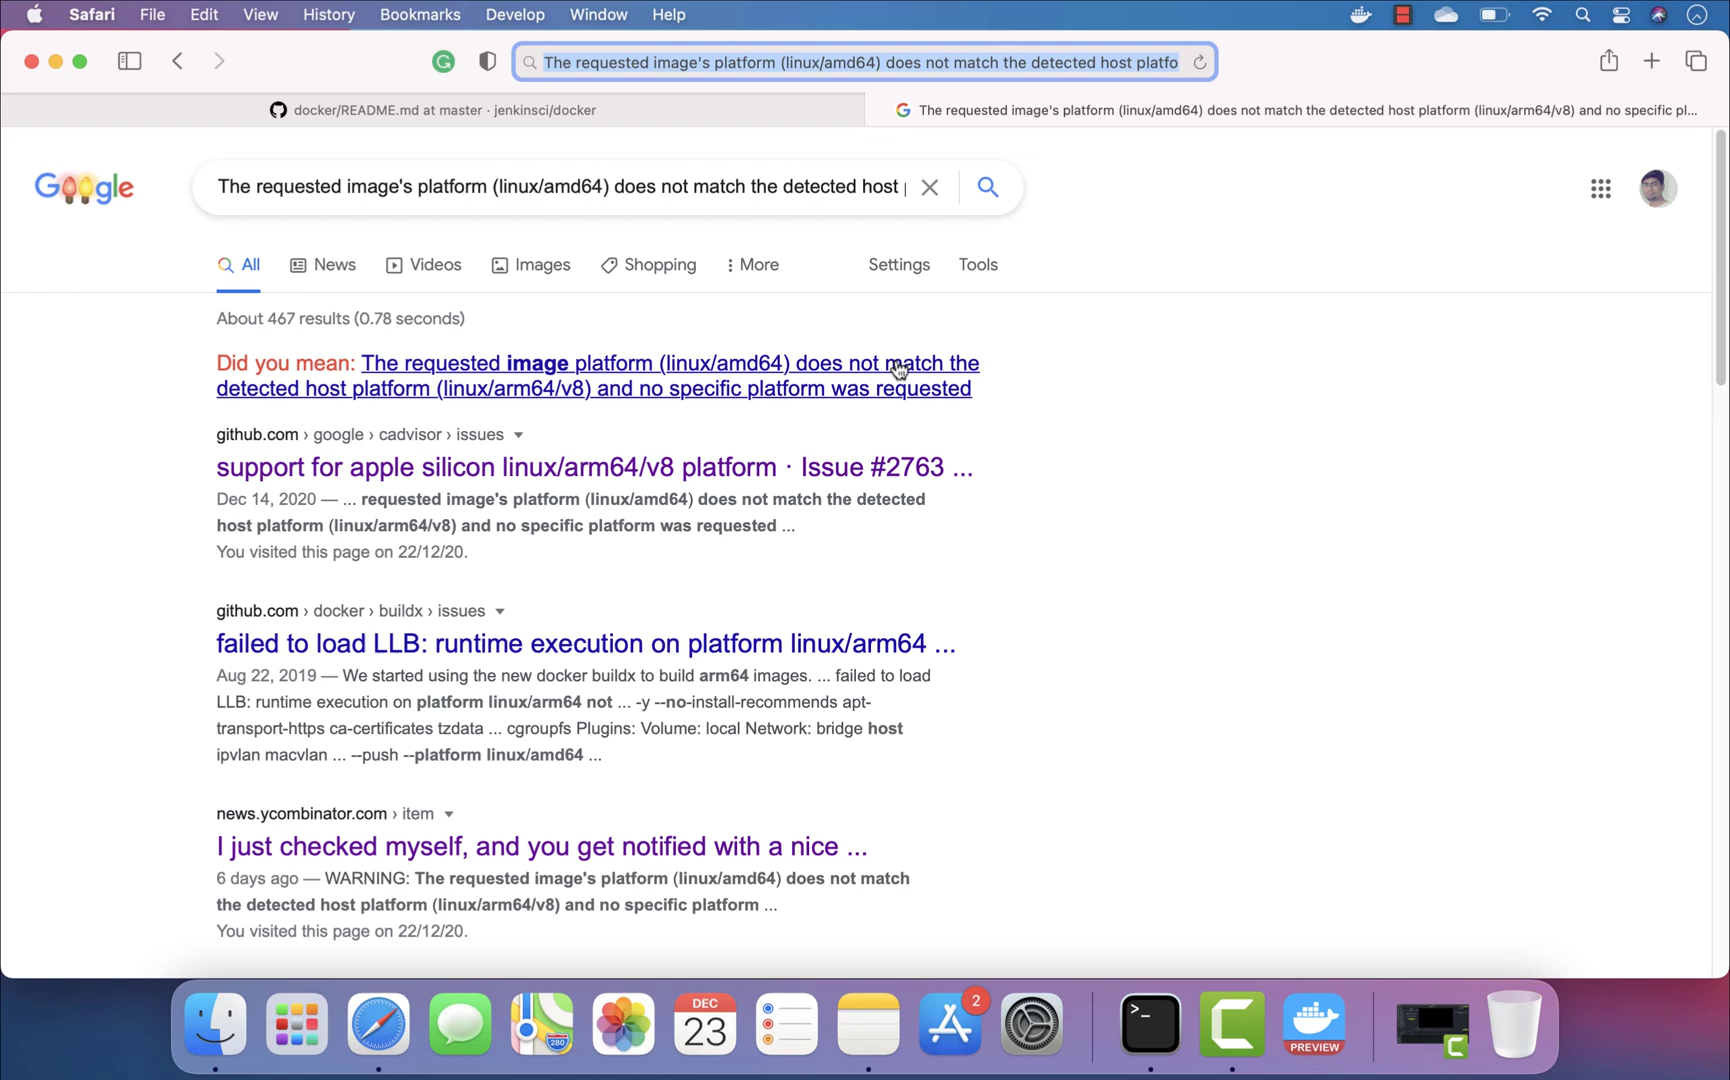 Safari File Edit View History Bookmarks Develop Window Help
The requested image's platform (linux/amd64) does not match the detected host platfo
docker/README.md at master · jenkinsci/docker
The requested image's platform (linux/amd64) does not match the detected host platform (linux/arm64/v8) and no specific pl...
Google
The requested image's platform (linux/amd64) does not match the detected host
All News Videos Images Shopping More Settings Tools
About 467 results (0.78 seconds)
Did you mean: The requested image platform (linux/amd64) does not match the
detected host platform (linux/arm64/v8) and no specific platform was requested
github.com › google › cadvisor › issues
support for apple silicon linux/arm64/v8 platform · Issue #2763 ...
Dec 14, 2020 — ... requested image's platform (linux/amd64) does not match the detected
host platform (linux/arm64/v8) and no specific platform was requested ...
You visited this page on 22/12/20.
github.com › docker › buildx › issues
failed to load LLB: runtime execution on platform linux/arm64 ...
Aug 22, 2019 — We started using the new docker buildx to build arm64 images. ... failed to load
LLB: runtime execution on platform linux/arm64 not ... -y --no-install-recommends apt-
transport-https ca-certificates tzdata ... cgroupfs Plugins: Volume: local Network: bridge host
ipvlan macvlan ... --push --platform linux/amd64 ...
news.ycombinator.com › item
I just checked myself, and you get notified with a nice ...
6 days ago — WARNING: The requested image's platform (linux/amd64) does not match
the detected host platform (linux/arm64/v8) and no specific platform ...
You visited this page on 22/12/20.
DEC
23
280
2
>_
PREVIEW